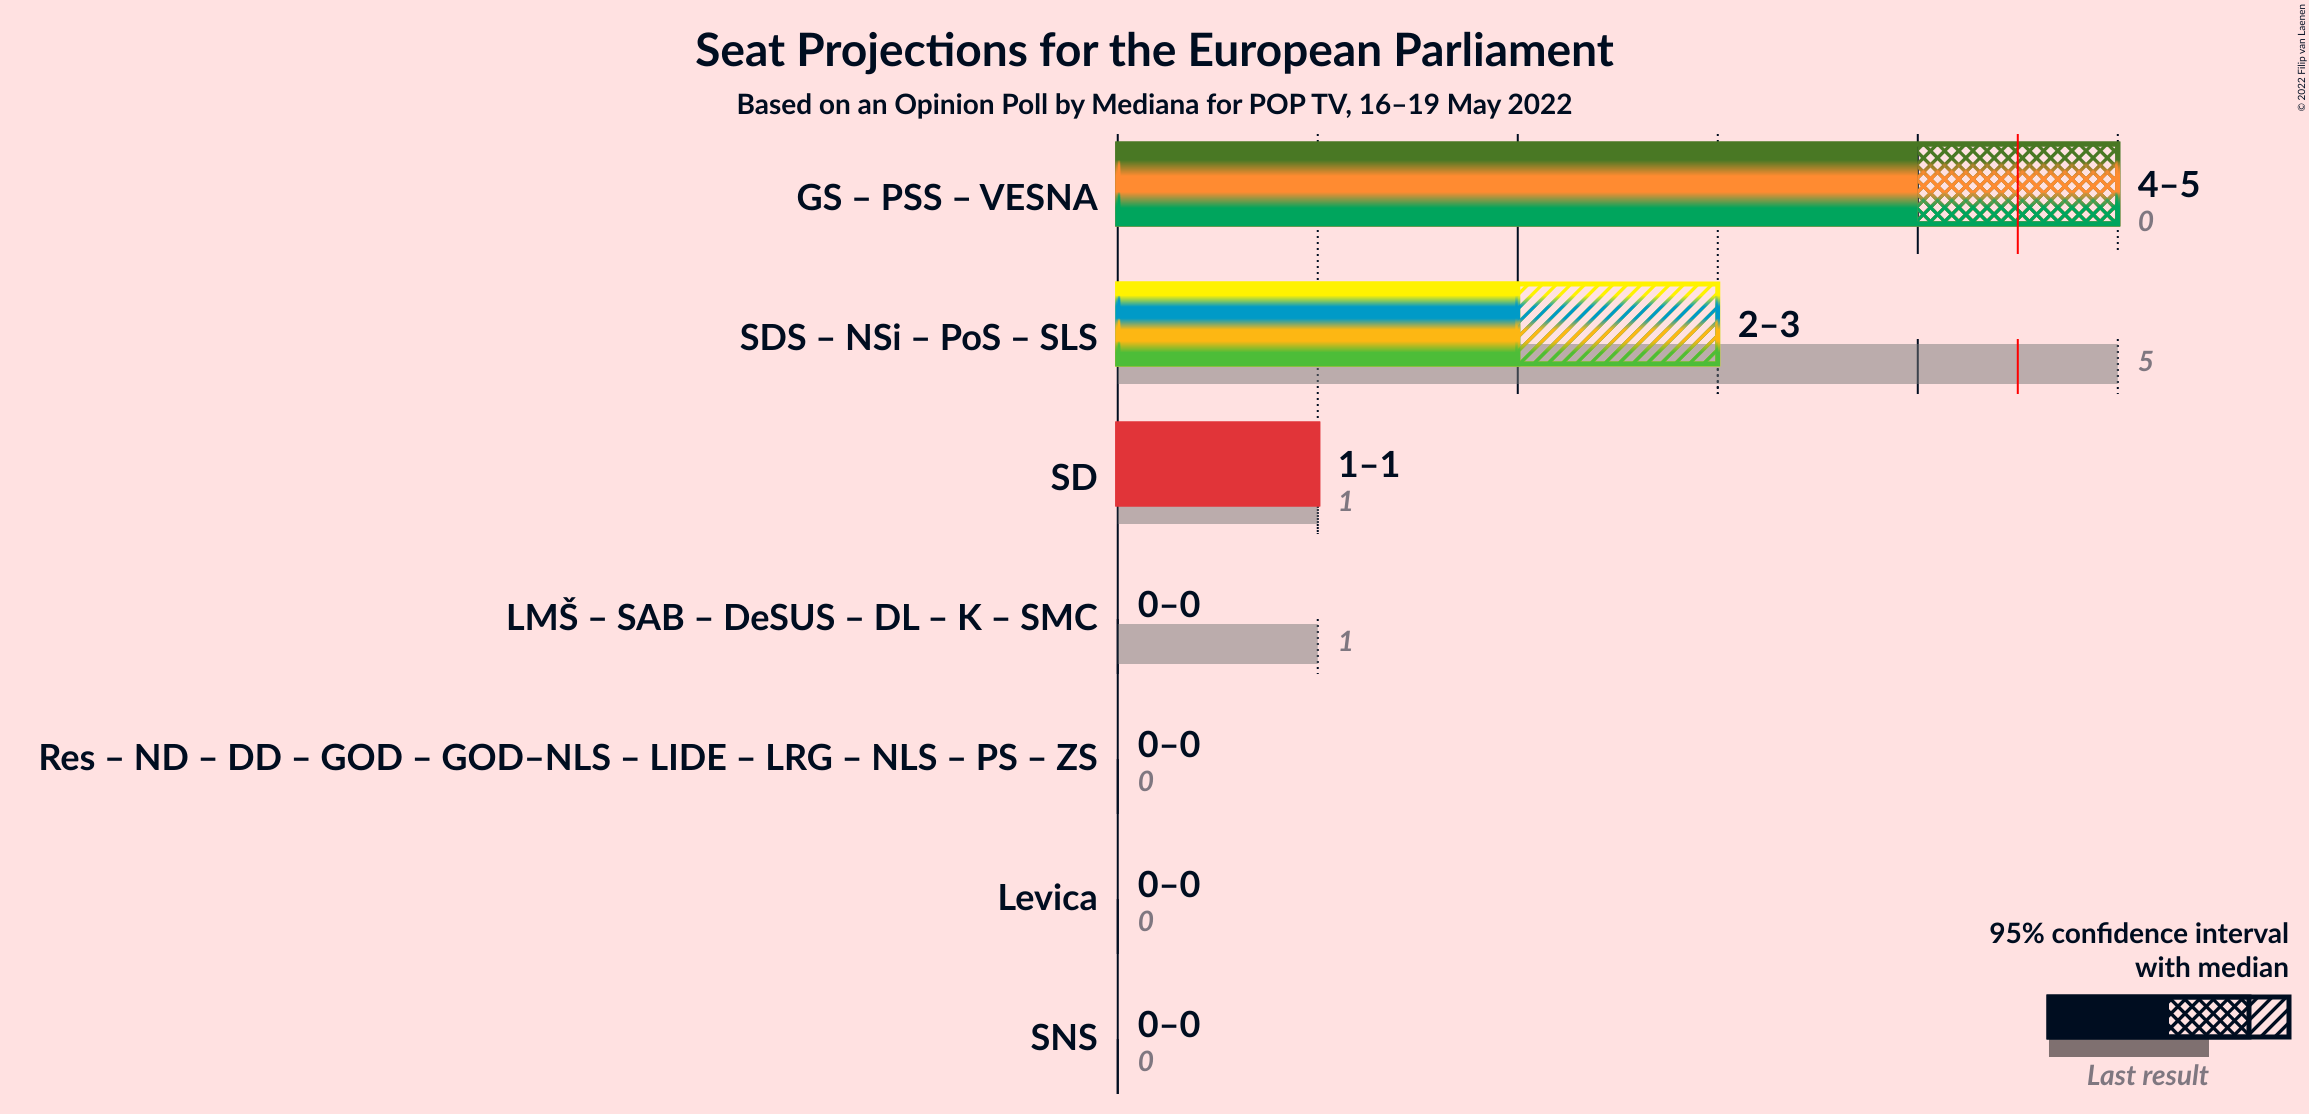 Seat Projections for the European Parliament
Based on an Opinion Poll by Mediana for POP TV, 16–19 May 2022
© 2022 Filip van Laenen
GS – PSS – VESNA
4–5
0
SDS – NSi – PoS – SLS
2–3
5
SD
1–1
1
LMŠ – SAB – DeSUS – DL – K – SMC
0–0
1
Res – ND – DD – GOD – GOD–NLS – LIDE – LRG – NLS – PS – ZS
0–0
0
Levica
0–0
0
SNS
0–0
0
95% confidence interval
with median
Last result